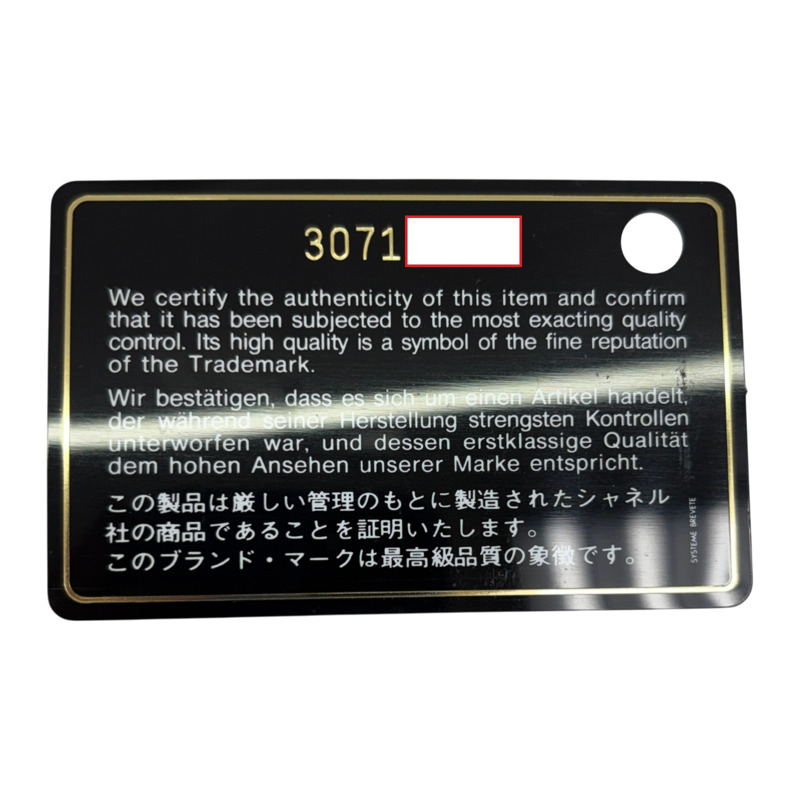 3071
We certify the authenticity of this item and confirm
that it has been subjected to the most exacting quality
control. Its high quality is a symbol of the fine reputation
of the Trademark.
Wir bestätigen, dass es sich um einen Artikel handelt,
der während seiner Herstellung strengsten Kontrollen
unterworfen war, und dessen erstklassige Qualität
dem hohen Ansehen unserer Marke entspricht.
この製品は厳しい管理のもとに製造されたシャネル
社の商品であることを証明いたします。
このブランド・マークは最高級品質の象徴です。
SYSTEME BREVETE